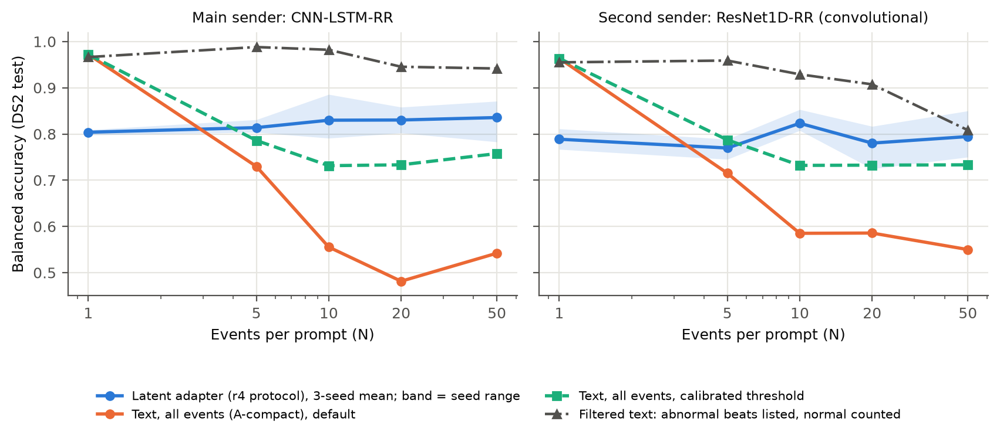 Main sender: CNN-LSTM-RR
Second sender: ResNet1D-RR (convolutional)
Balanced accuracy (DS2 test)
1.0
0.9
0.8
0.7
0.6
0.5
1 5 10 20 50
1 5 10 20 50
Events per prompt (N)
Events per prompt (N)
Latent adapter (r4 protocol), 3-seed mean; band = seed range
Text, all events (A-compact), default
Text, all events, calibrated threshold
Filtered text: abnormal beats listed, normal counted